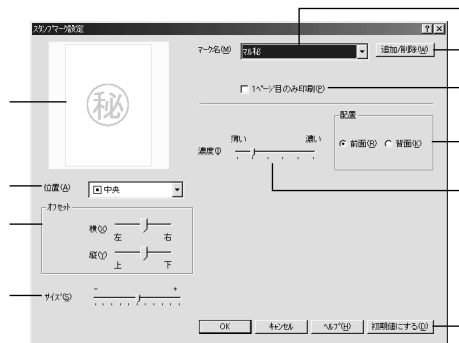 スタンプマーク設定
マーク名(M) マル秘 追加/削除(W)
1ページ目のみ印刷(P)
秘
配置
前面(R) 背面(K)
薄い 濃い
濃度(I)
位置(A) 中央
オフセット
横(X)
左 右
縦(Y)
上 下
サイズ(S) - +
OK キャンセル ヘルプ(H) 初期値にする(D)